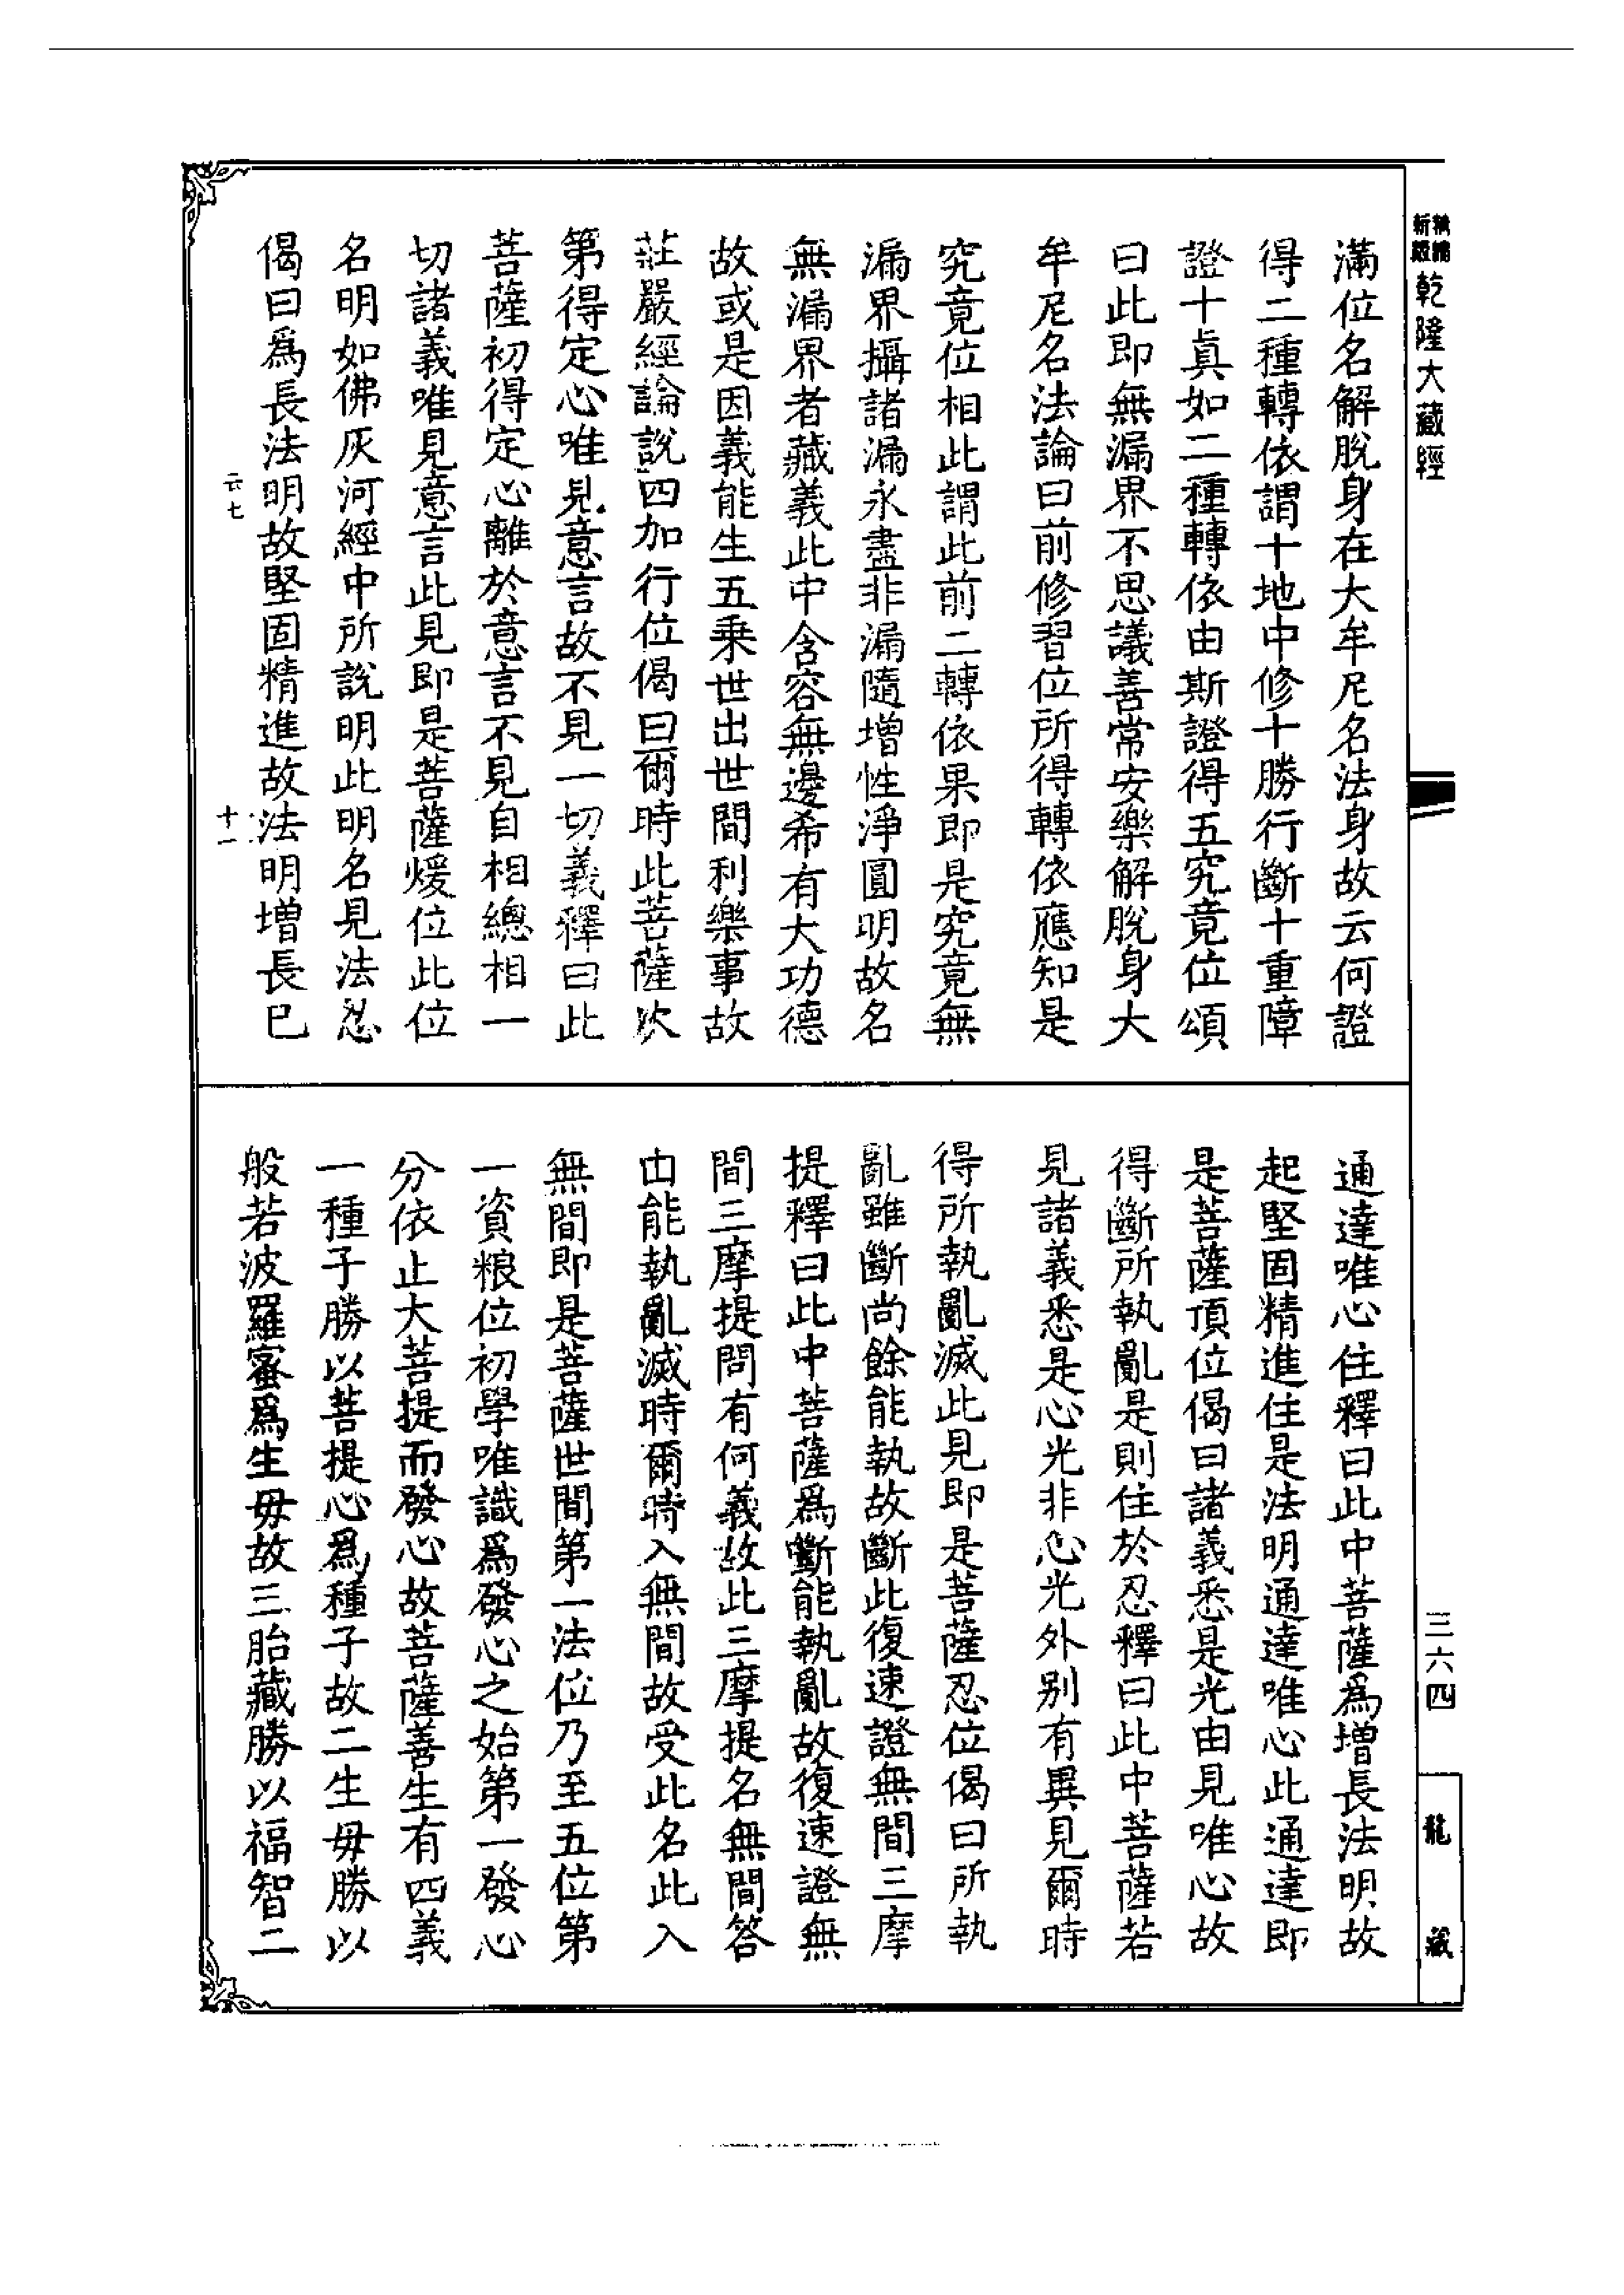 精編
新版
乾隆大藏經
滿位名解脫身在大牟尼名法身故云何證
得二種轉依謂十地中修十勝行斷十重障
證十眞如二種轉依由斯證得五究竟位頌
曰此即無漏界不思議善常安樂解脫身大
牟尼名法論曰前修習位所得轉依應知是
究竟位相此謂此前二轉依果即是究竟無
漏界攝諸漏永盡非漏隨增性淨圓明故名
無漏界者藏義此中含容無邊希有大功德
故或是因義能生五乘世出世間利樂事故
莊嚴經論說四加行位偈曰爾時此菩薩次
第得定心唯見意言故不見一切義釋曰此
菩薩初得定心離於意言不見自相總相一
切諸義唯見意言此見即是菩薩煖位此位
名明如佛灰河經中所說明此明名見法忍
偈曰爲長法明故堅固精進故法明增長已
云七
十一
通達唯心住釋曰此中菩薩爲增長法明故
起堅固精進住是法明通達唯心此通達即
是菩薩頂位偈曰諸義悉是光由見唯心故
得斷所執亂是則住於忍釋曰此中菩薩若
見諸義悉是心光非心光外別有異見爾時
得所執亂滅此見即是菩薩忍位偈曰所執
亂雖斷尚餘能執故斷此復速證無間三摩
提釋曰此中菩薩爲斷能執亂故復速證無
間三摩提問有何義故此三摩提名無間答
由能執亂滅時爾時入無間故受此名此入
無間即是菩薩世間第一法位乃至五位第
一資粮位初學唯識爲發心之始第一發心
分依止大菩提而發心故菩薩善生有四義
一種子勝以菩提心爲種子故二生毋勝以
般若波羅蜜爲生毋故三胎藏勝以福智二
三六四
龍
藏